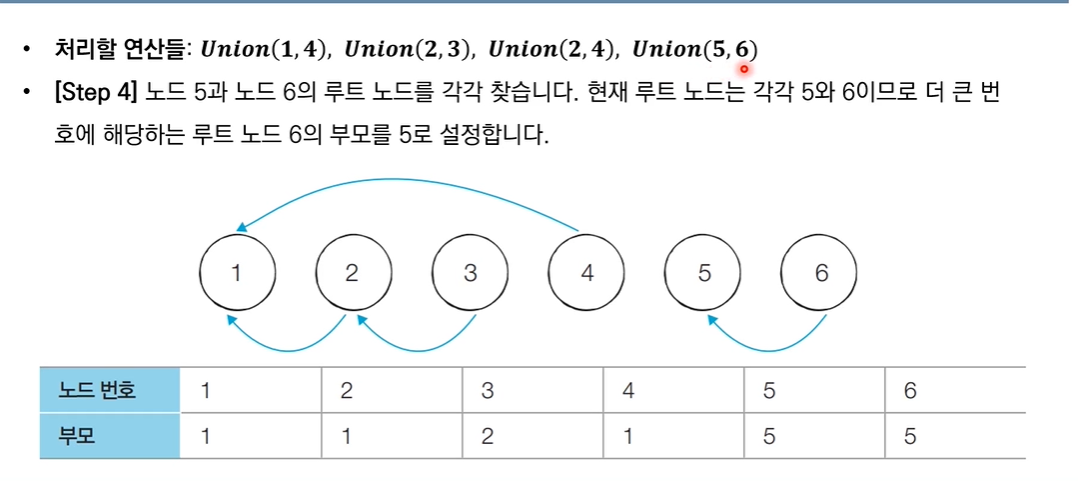 • 처리할 연산들: Union(1,4), Union(2,3), Union(2,4), Union(5,6)
• [Step 4] 노드 5과 노드 6의 루트 노드를 각각 찾습니다. 현재 루트 노드는 각각 5와 6이므로 더 큰 번
호에 해당하는 루트 노드 6의 부모를 5로 설정합니다.
1 2 3 4 5 6
노드 번호 1 2 3 4 5 6
부모 1 1 2 1 5 5